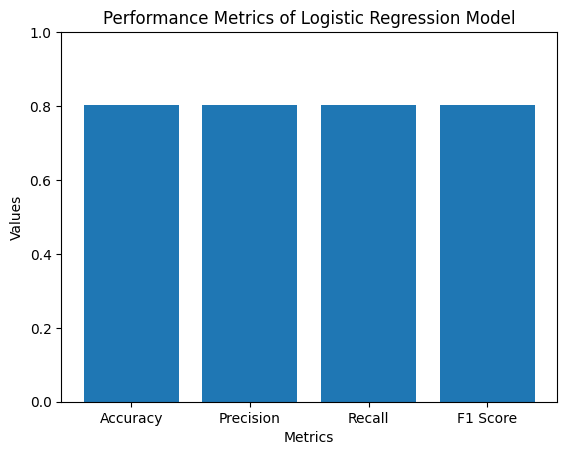 Performance Metrics of Logistic Regression Model
1.0
0.8
0.6
0.4
0.2
0.0
Values
Accuracy Precision Recall F1 Score
Metrics